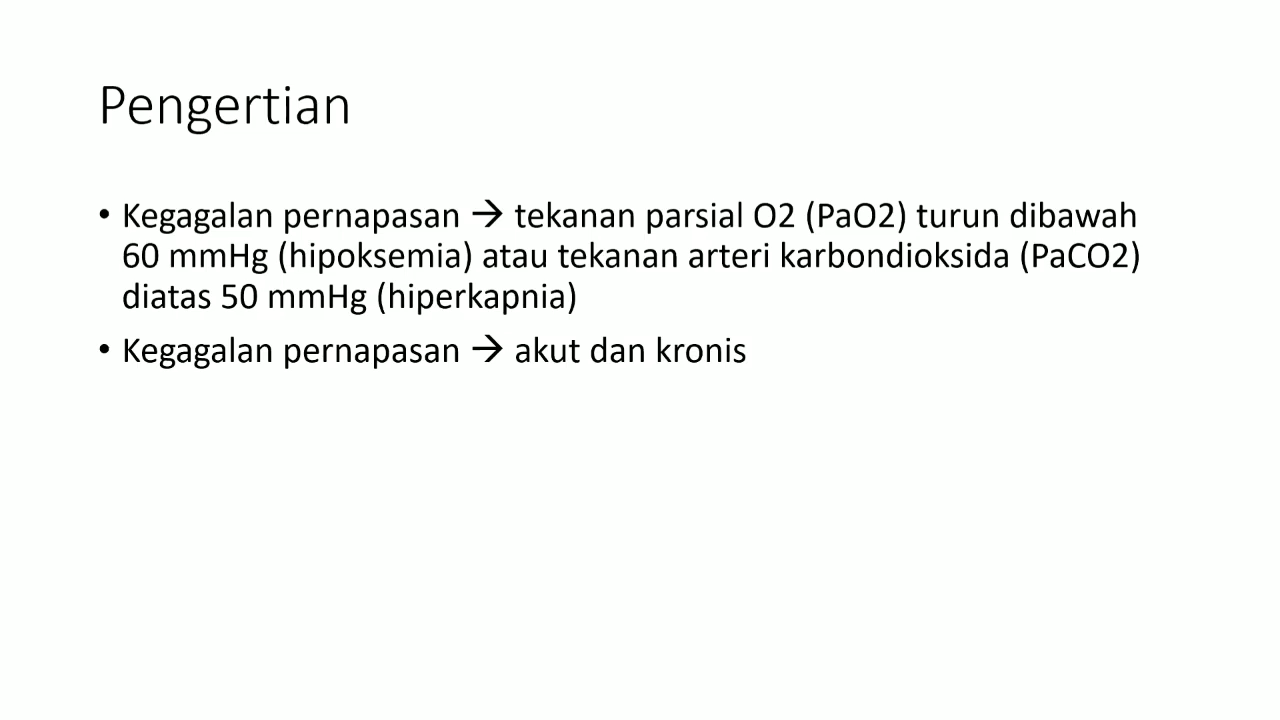 Pengertian
• Kegagalan pernapasan → tekanan parsial O2 (PaO2) turun dibawah
60 mmHg (hipoksemia) atau tekanan arteri karbondioksida (PaCO2)
diatas 50 mmHg (hiperkapnia)
• Kegagalan pernapasan → akut dan kronis